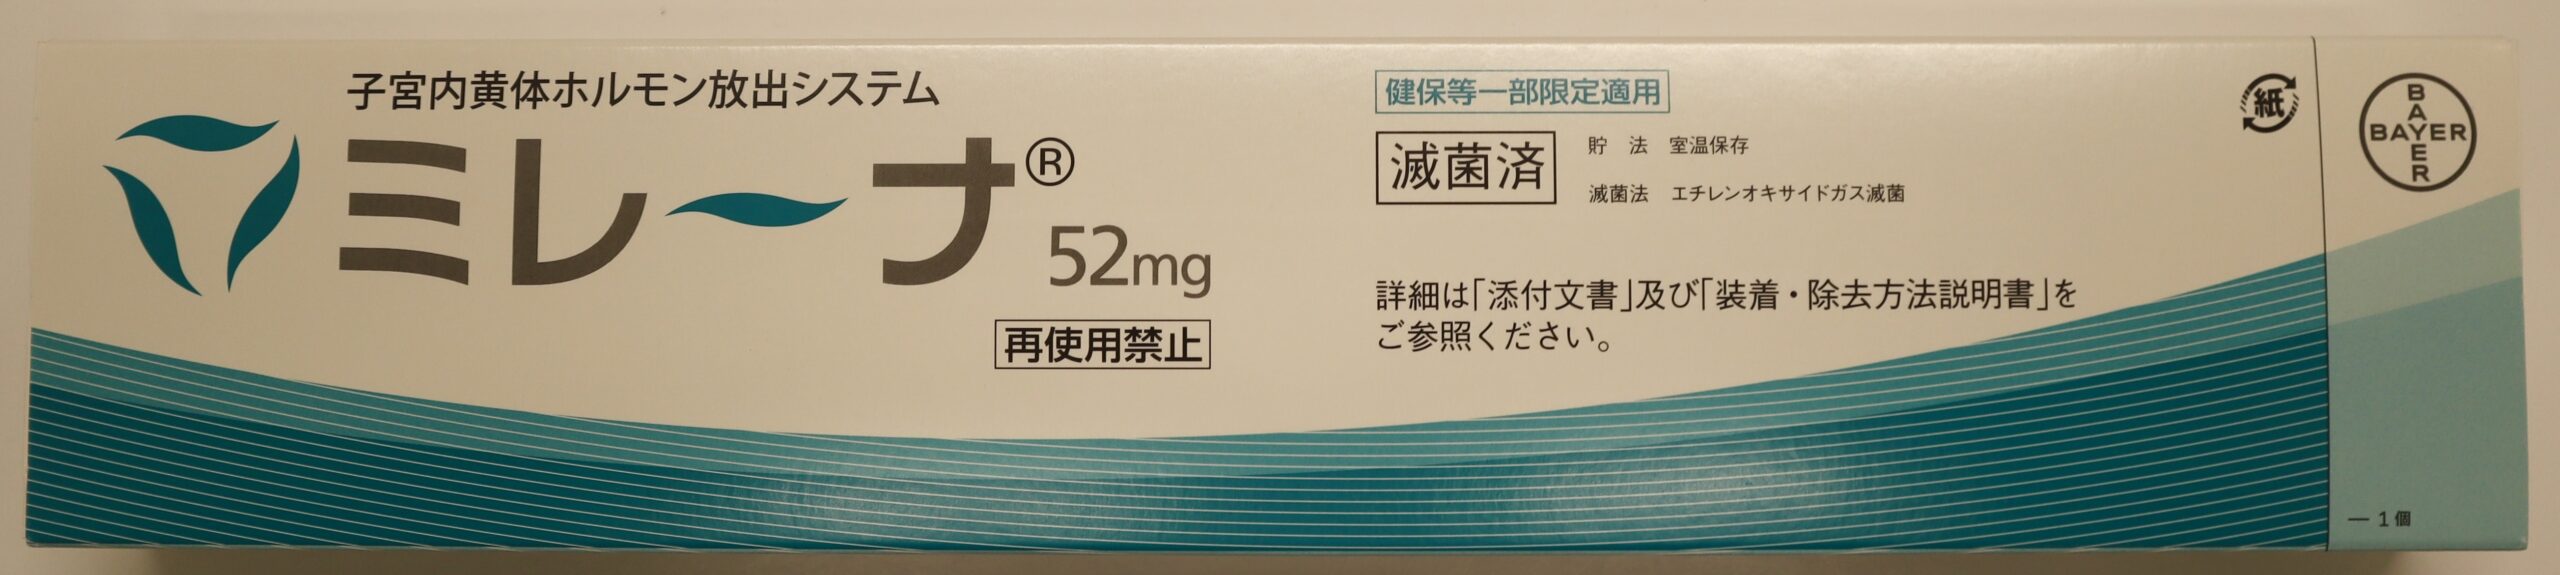 子宮内黄体ホルモン放出システム
ミレーナ®
52mg
再使用禁止
健保等一部限定適用
滅菌済
貯　法　室温保存
滅菌法　エチレンオキサイドガス滅菌
詳細は「添付文書」及び「装着・除去方法説明書」を
ご参照ください。
紙
BAYER
BAYER
— 1個